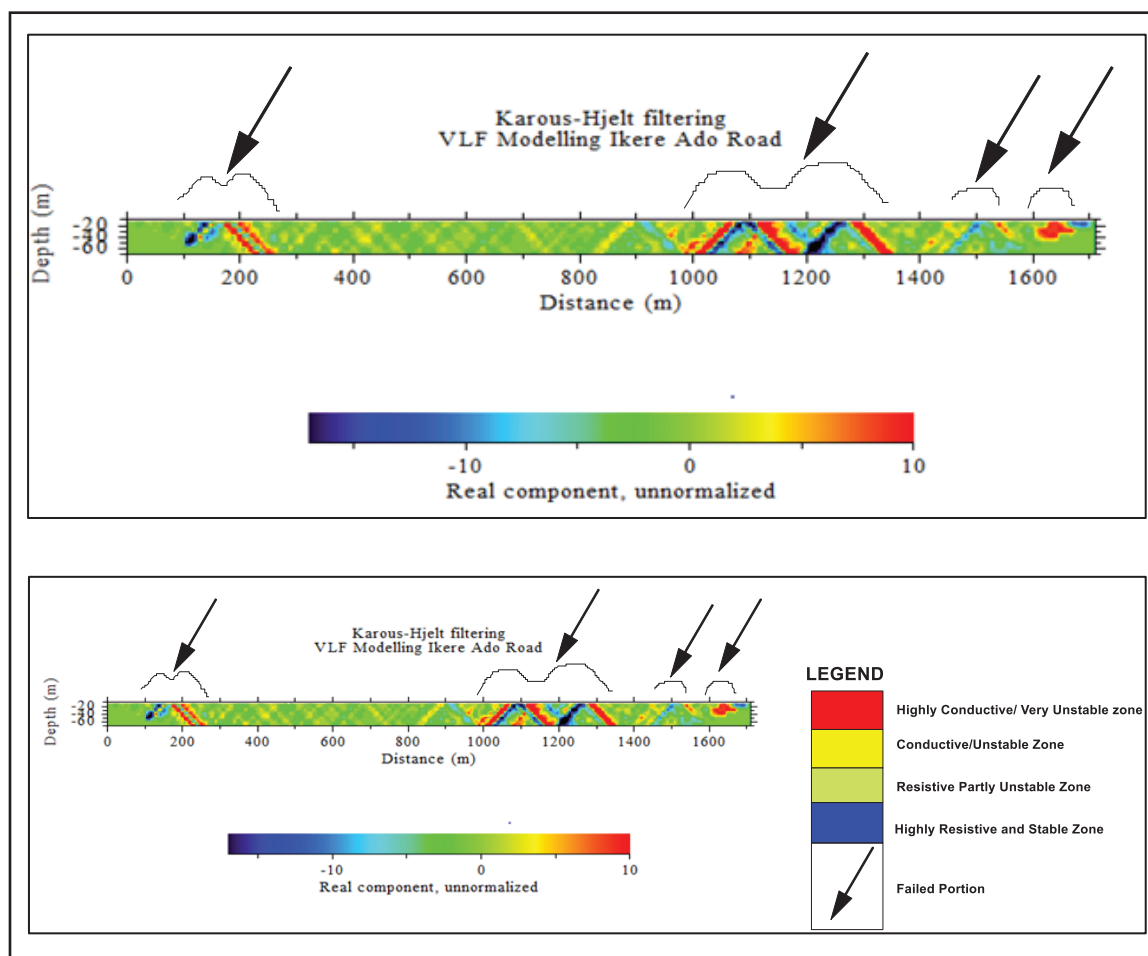 Karous-Hjelt filtering
VLF Modelling Ikere Ado Road
Depth (m)
-20
-40
-60
0 200 400 600 800 1000 1200 1400 1600
Distance (m)
-10 0 10
Real component, unnormalized
Karous-Hjelt filtering
VLF Modelling Ikere Ado Road
Depth (m)
0 200 400 600 800 1000 1200 1400 1600
Distance (m)
-10 0 10
Real component, unnormalized
LEGEND
Highly Conductive/ Very Unstable zone
Conductive/Unstable Zone
Resistive Partly Unstable Zone
Highly Resistive and Stable Zone
Failed Portion